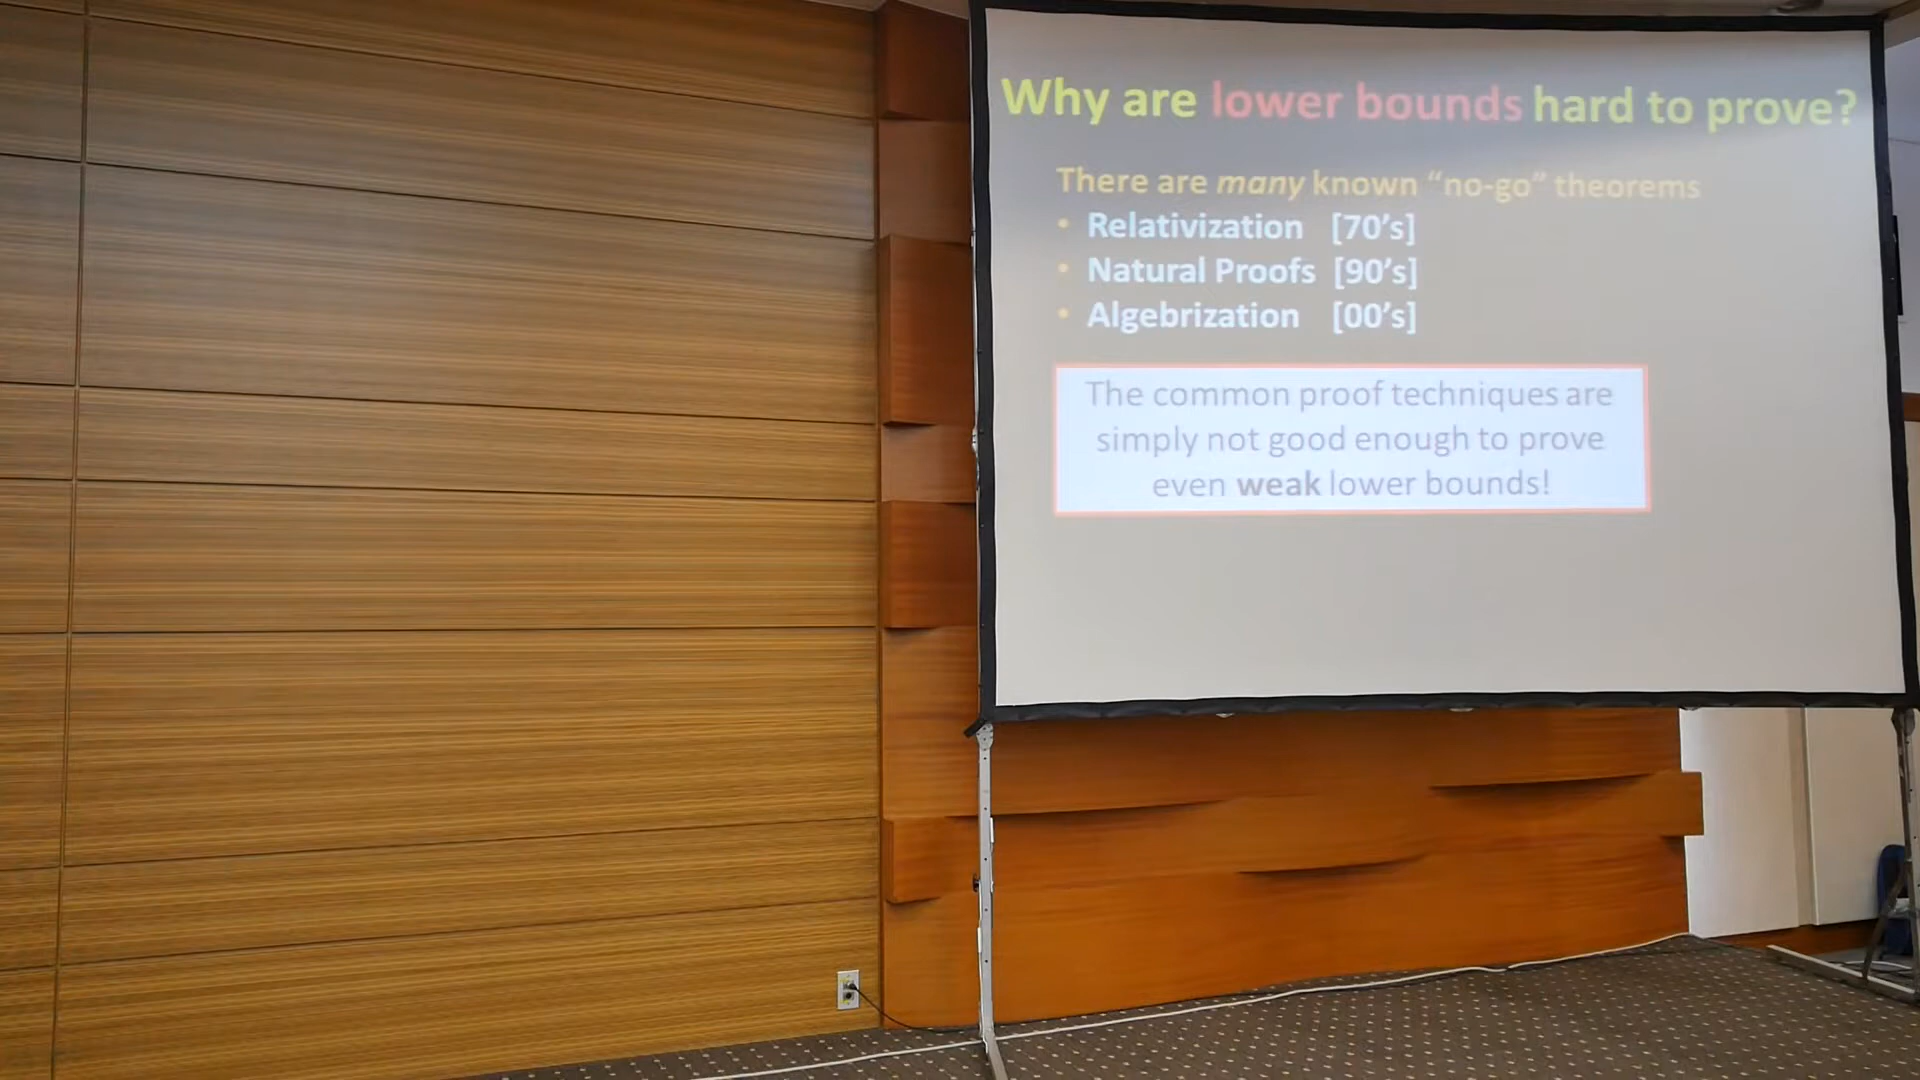 Why are lower bounds hard to prove?
There are many known “no-go” theorems
• Relativization [70’s]
• Natural Proofs [90’s]
• Algebrization [00’s]
The common proof techniques are
simply not good enough to prove
even weak lower bounds!